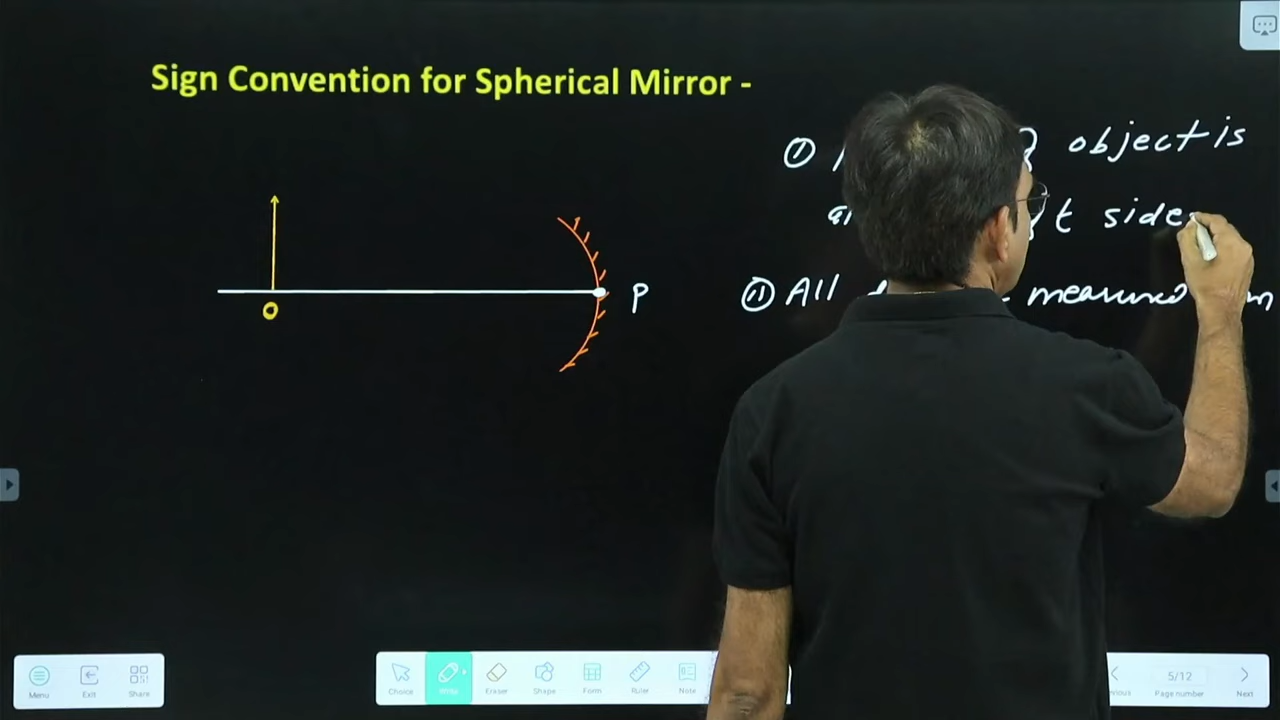 Sign Convention for Spherical Mirror -
① object is
t side
O
P
⑪ All measured
Menu
Exit
Share
Choice
Write
Eraser
Shape
Form
Ruler
Note
5/12
Page number
Next